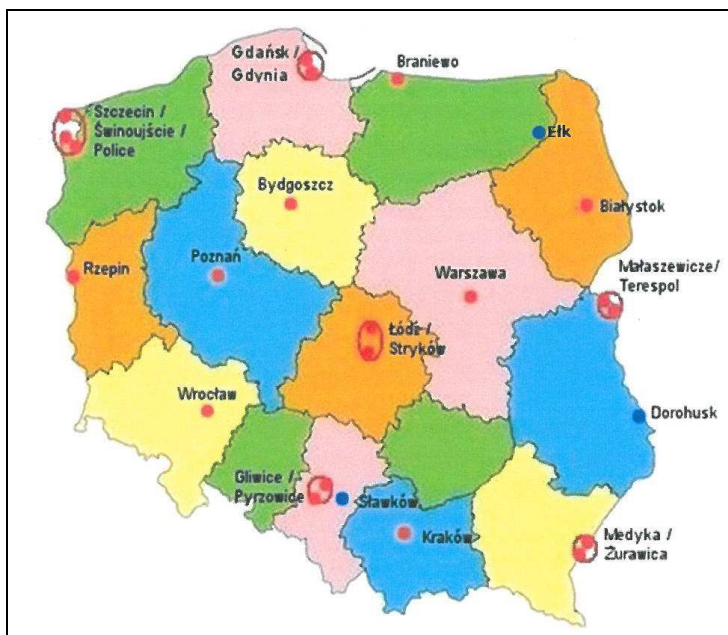 Gdańsk /
Gdynia
Braniewo
Szczecin /
Świnoujście /
Police
Ełk
Bydgoszcz
Białystok
Rzepin
Poznań
Warszawa
Małaszewicze/
Terespol
Łódź /
Stryków
Wrocław
Dorohusk
Gliwice /
Pyrzowice
Sławków
Kraków
Medyka /
Żurawica